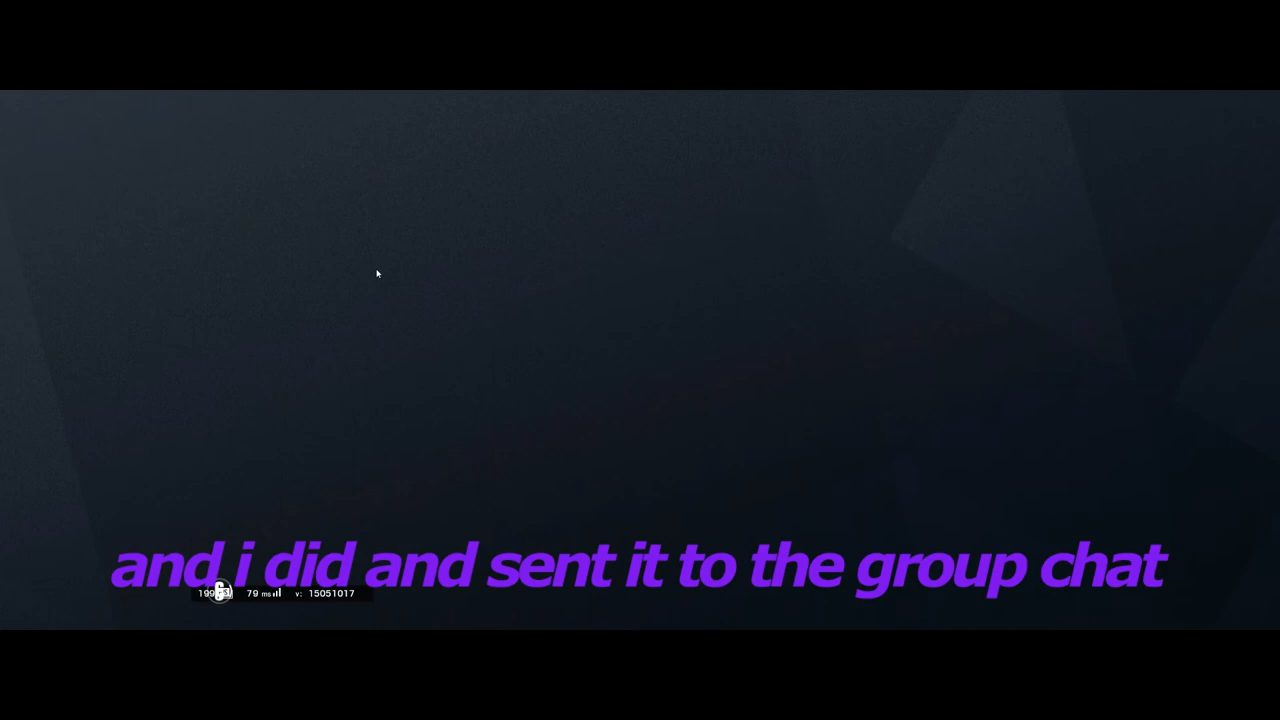 and i did and sent it to the group chat
79 ms v: 15051017